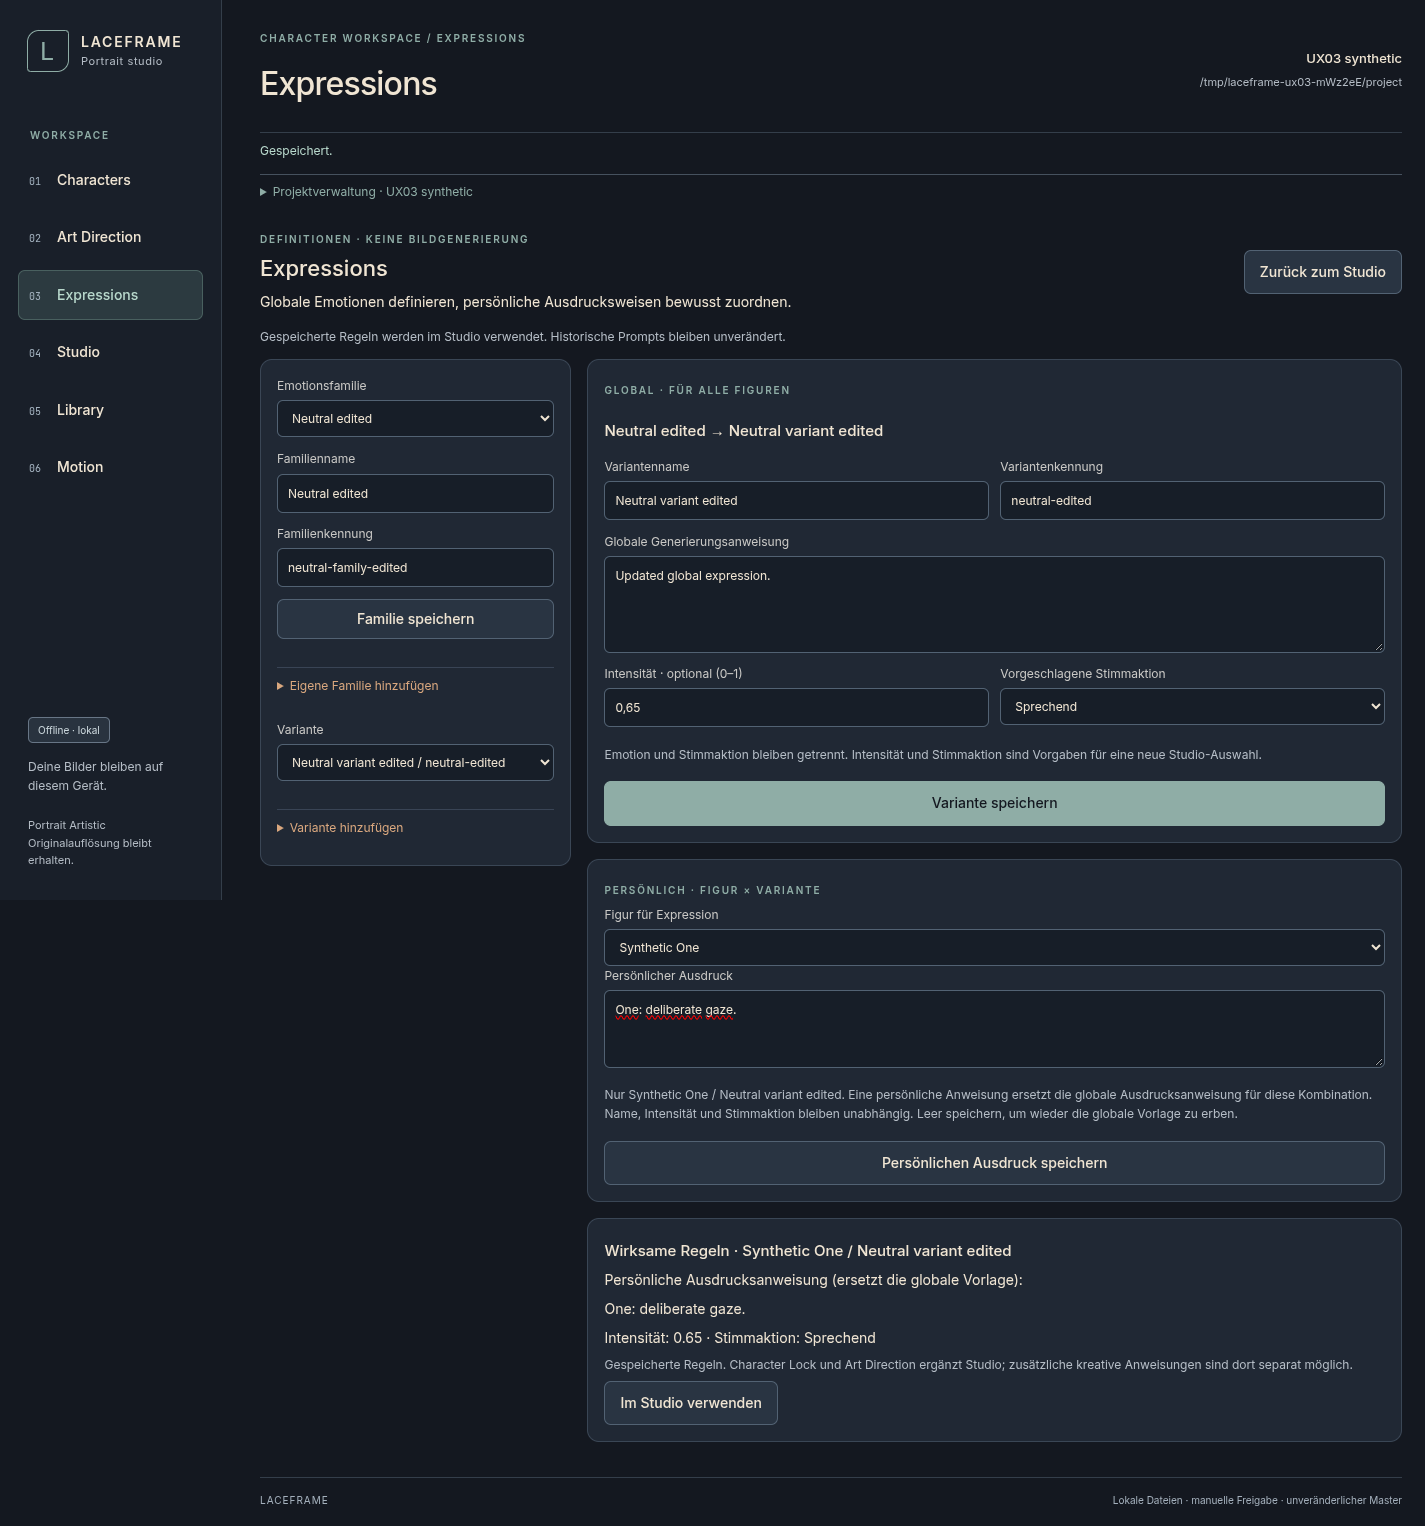 L
LACEFRAME
Portrait studio
WORKSPACE
01 Characters
02 Art Direction
03 Expressions
04 Studio
05 Library
06 Motion
Offline · lokal
Deine Bilder bleiben auf
diesem Gerät.
Portrait Artistic
Originalauflösung bleibt
erhalten.
CHARACTER WORKSPACE / EXPRESSIONS
Expressions
UX03 synthetic
/tmp/laceframe-ux03-mWz2eE/project
Gespeichert.
▶ Projektverwaltung · UX03 synthetic
DEFINITIONEN · KEINE BILDGENERIERUNG
Expressions
Globale Emotionen definieren, persönliche Ausdrucksweisen bewusst zuordnen.
Zurück zum Studio
Gespeicherte Regeln werden im Studio verwendet. Historische Prompts bleiben unverändert.
Emotionsfamilie
Neutral edited
Familienname
Neutral edited
Familienkennung
neutral-family-edited
Familie speichern
▶ Eigene Familie hinzufügen
Variante
Neutral variant edited / neutral-edited
▶ Variante hinzufügen
GLOBAL · FÜR ALLE FIGUREN
Neutral edited → Neutral variant edited
Variantenname
Neutral variant edited
Variantenkennung
neutral-edited
Globale Generierungsanweisung
Updated global expression.
Intensität · optional (0–1)
0,65
Vorgeschlagene Stimmaktion
Sprechend
Emotion und Stimmaktion bleiben getrennt. Intensität und Stimmaktion sind Vorgaben für eine neue Studio-Auswahl.
Variante speichern
PERSÖNLICH · FIGUR × VARIANTE
Figur für Expression
Synthetic One
Persönlicher Ausdruck
One: deliberate gaze.
Nur Synthetic One / Neutral variant edited. Eine persönliche Anweisung ersetzt die globale Ausdrucksanweisung für diese Kombination.
Name, Intensität und Stimmaktion bleiben unabhängig. Leer speichern, um wieder die globale Vorlage zu erben.
Persönlichen Ausdruck speichern
Wirksame Regeln · Synthetic One / Neutral variant edited
Persönliche Ausdrucksanweisung (ersetzt die globale Vorlage):
One: deliberate gaze.
Intensität: 0.65 · Stimmaktion: Sprechend
Gespeicherte Regeln. Character Lock und Art Direction ergänzt Studio; zusätzliche kreative Anweisungen sind dort separat möglich.
Im Studio verwenden
LACEFRAME
Lokale Dateien · manuelle Freigabe · unveränderlicher Master